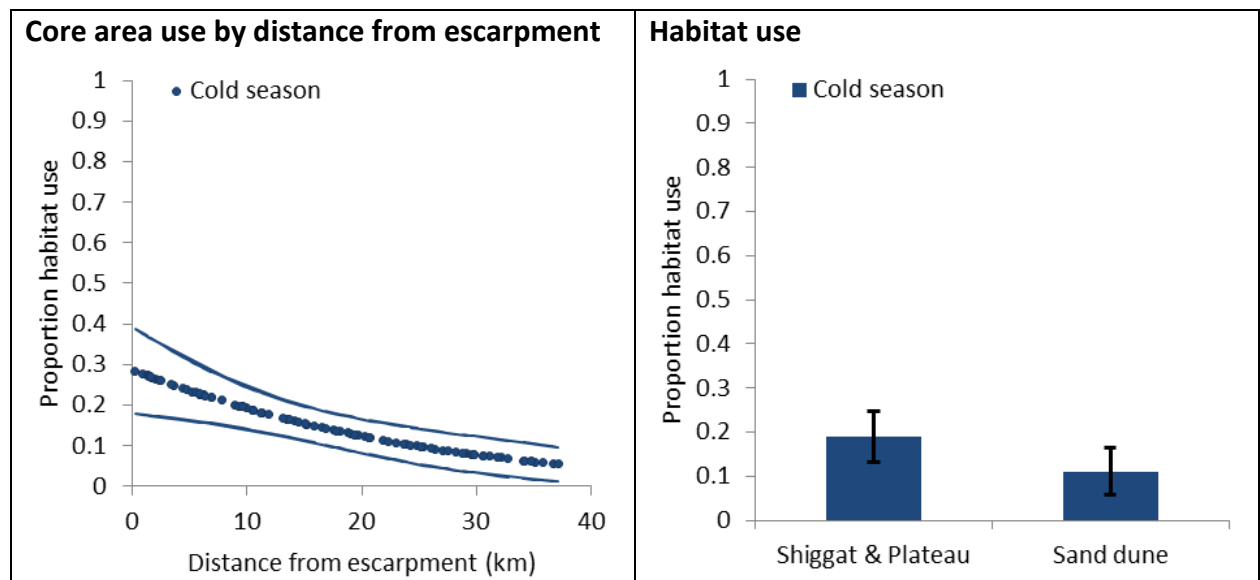 Core area use by distance from escarpment
Proportion habitat use
1
0.9
0.8
0.7
0.6
0.5
0.4
0.3
0.2
0.1
0
Cold season
0 10 20 30 40
Distance from escarpment (km)
Habitat use
Proportion habitat use
1
0.9
0.8
0.7
0.6
0.5
0.4
0.3
0.2
0.1
0
Cold season
Shiggat & Plateau Sand dune